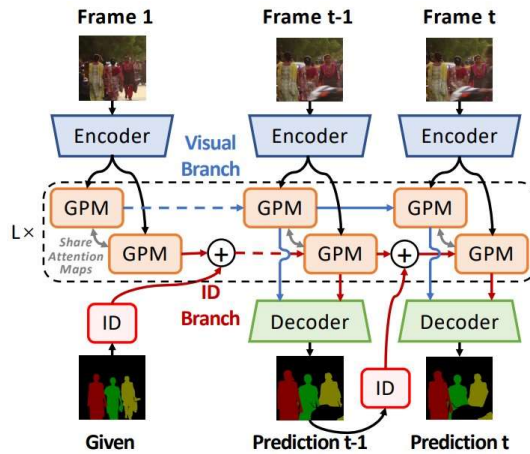 Frame 1 Frame t-1 Frame t
Encoder Encoder Encoder
Visual
Branch
GPM GPM GPM
L×
Share
Attention
Maps
GPM GPM GPM
+ +
ID
Branch
ID
Decoder Decoder
ID
Given Prediction t-1 Prediction t